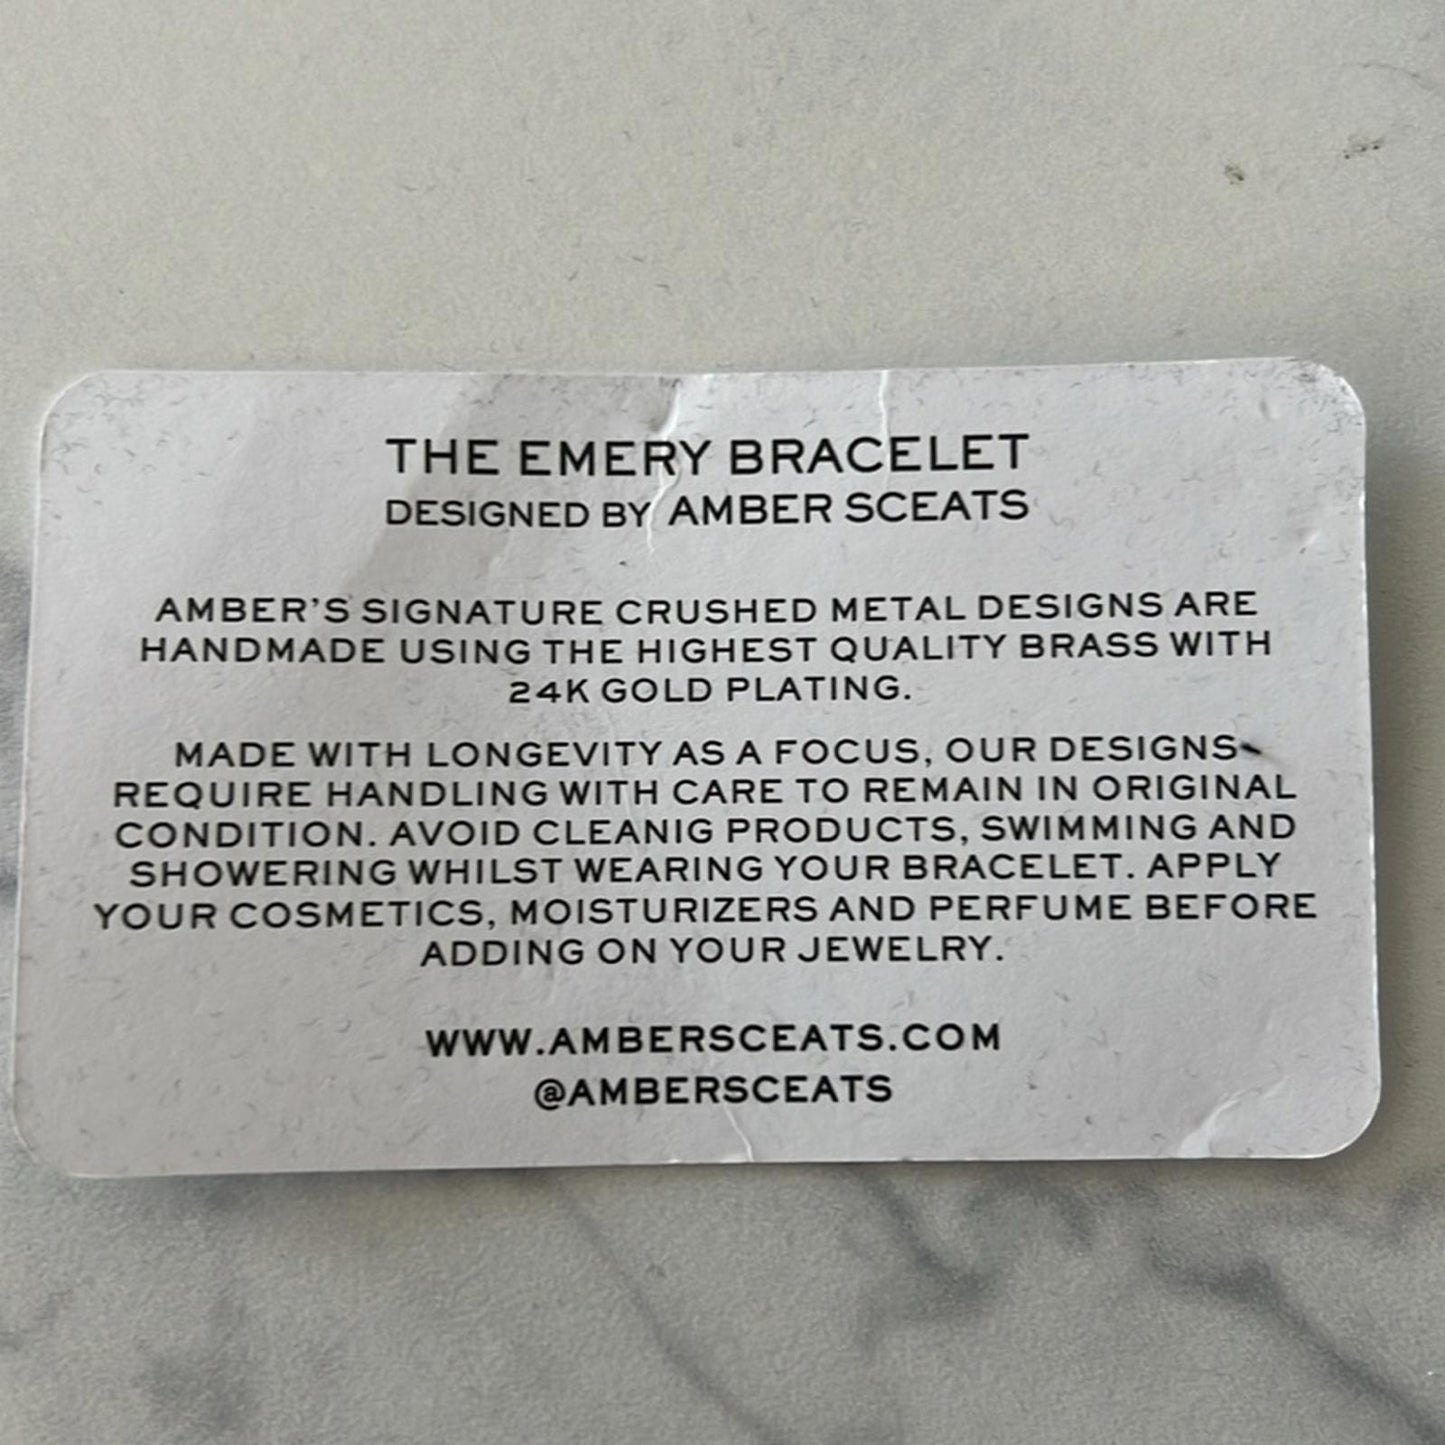 THE EMERY BRACELET
DESIGNED BY AMBER SCEATS
AMBER'S SIGNATURE CRUSHED METAL DESIGNS ARE
HANDMADE USING THE HIGHEST QUALITY BRASS WITH
24K GOLD PLATING.
MADE WITH LONGEVITY AS A FOCUS, OUR DESIGNS
REQUIRE HANDLING WITH CARE TO REMAIN IN ORIGINAL
CONDITION. AVOID CLEANIG PRODUCTS, SWIMMING AND
SHOWERING WHILST WEARING YOUR BRACELET. APPLY
YOUR COSMETICS, MOISTURIZERS AND PERFUME BEFORE
ADDING ON YOUR JEWELRY.
WWW.AMBERSCEATS.COM
@AMBERSCEATS